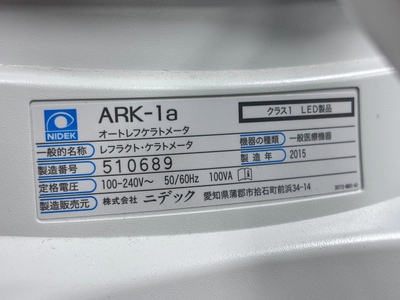 NIDEK
ARK-1a
クラス1 LED製品
オートレフケラトメータ
一般的名称 レフラクト・ケラトメータ 機器の種類 一般医療機器
製造番号 510689 製造年 2015
定格電圧 100-240V～ 50/60Hz 100VA
製造販売元 株式会社 ニデック 愛知県蒲郡市拾石町前浜34-14